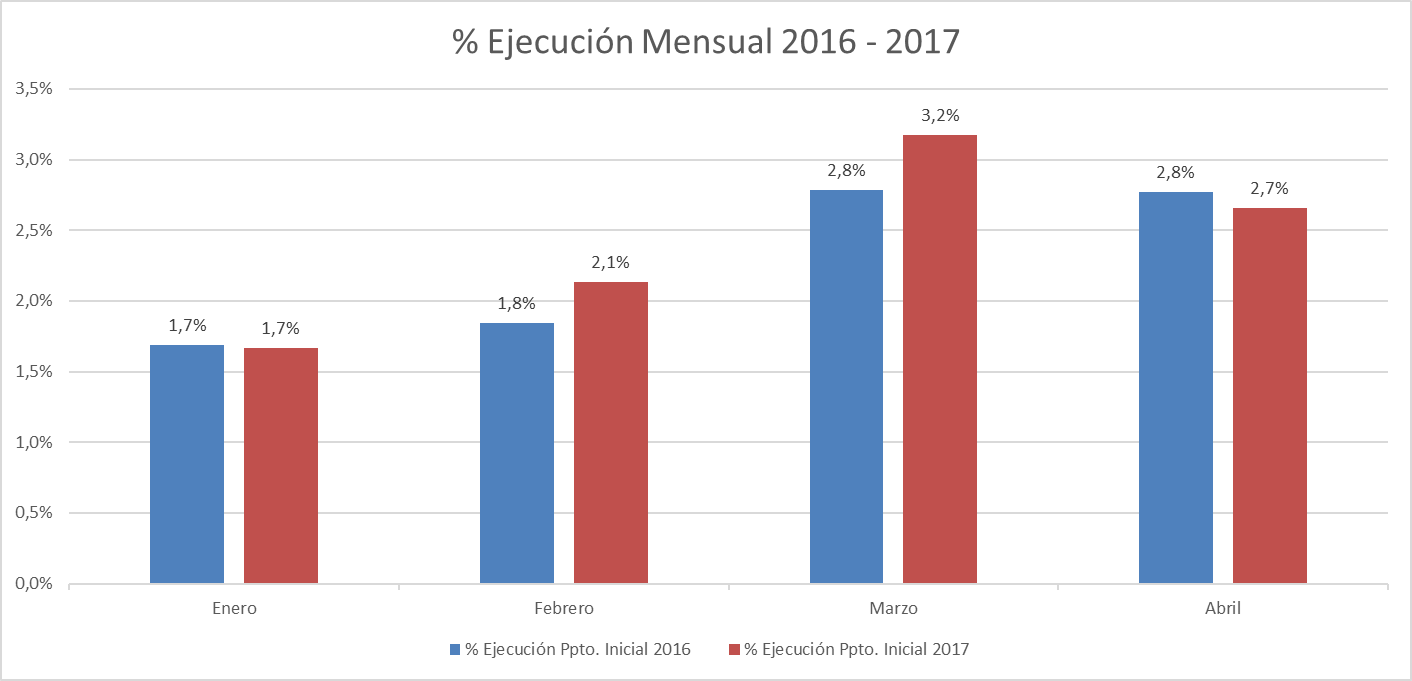 % Ejecución Mensual 2016 - 2017
3,5%
3,0%
2,5%
2,0%
1,5%
1,0%
0,5%
0,0%
1,7%
1,7%
1,8%
2,1%
2,8%
3,2%
2,8%
2,7%
Enero
Febrero
Marzo
Abril
% Ejecución Ppto. Inicial 2016
% Ejecución Ppto. Inicial 2017